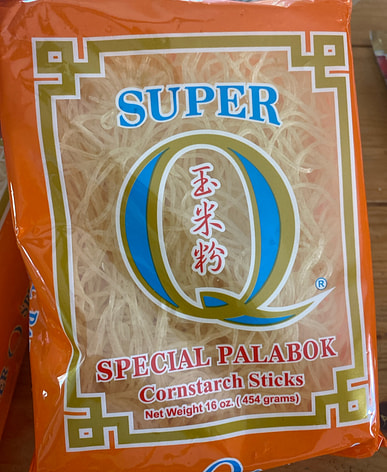 SUPER
Q
玉米粉
®
SPECIAL PALABOK
Cornstarch Sticks
Net Weight 16 oz. (454 grams)